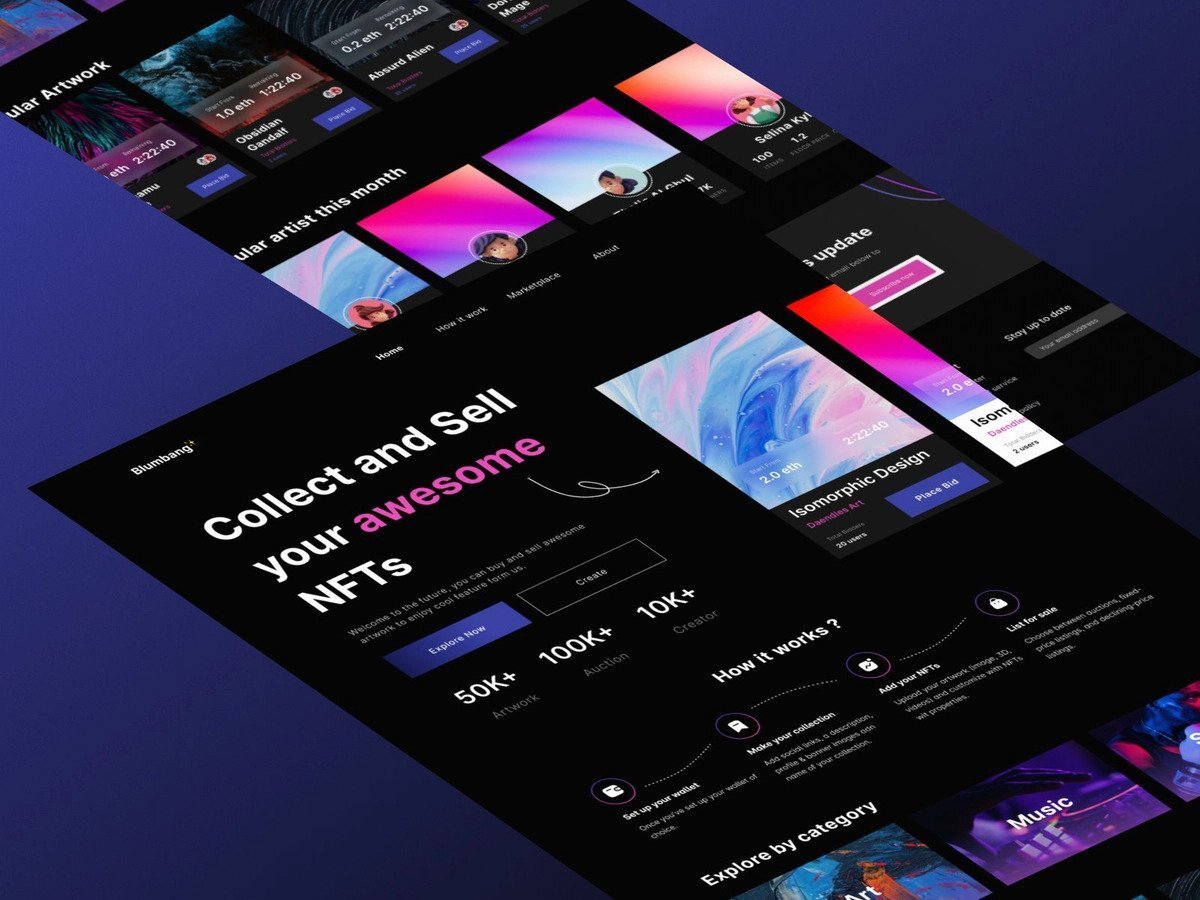 ular Artwork
Start From
Remaining
0.2 eth
2:22:40
Absurd Alien
Total Bidders
Place Bid
Mage
Start From
Remaining
1.0 eth
1:22:40
Obsidian
Gandalf
Total Bidders
Place Bid
Remaining
eth
2:22:40
amu
Place Bid
ular artist this month
Selina Kyl
100
ITEMS
1.2
FLOOR PRICE
7K
s update
email below to
Subscribe now
Stay up to date
Your email address
service
policy
Blumbang
Home
How it work
Marketplace
About
Collect and Sell
your awesome
NFTs
Welcome to the future, you can buy and sell awesome
artwork to enjoy cool feature form us.
Explore Now
Create
50K+
Artwork
100K+
Auction
10K+
Creator
Start From
2.0 eth
2:22:40
Isomorphic Design
Daendles Art
Total Bidders
20 users
Place Bid
Start From
2.0 e
Isom
Daendle
Total Bidders
2 users
How it works ?
Set up your wallet
Once you've set up your wallet of
choice.
Make your collection
Add social links, a description,
profile & banner images adn
name of your collection.
Add your NFTs
Upload your artwork (image, 3D,
videos) and customize with NFTs
wit properties.
List for sale
Choose between auctions, fixed-
price listings, and declining-price
listings.
Explore by category
Art
Music
S